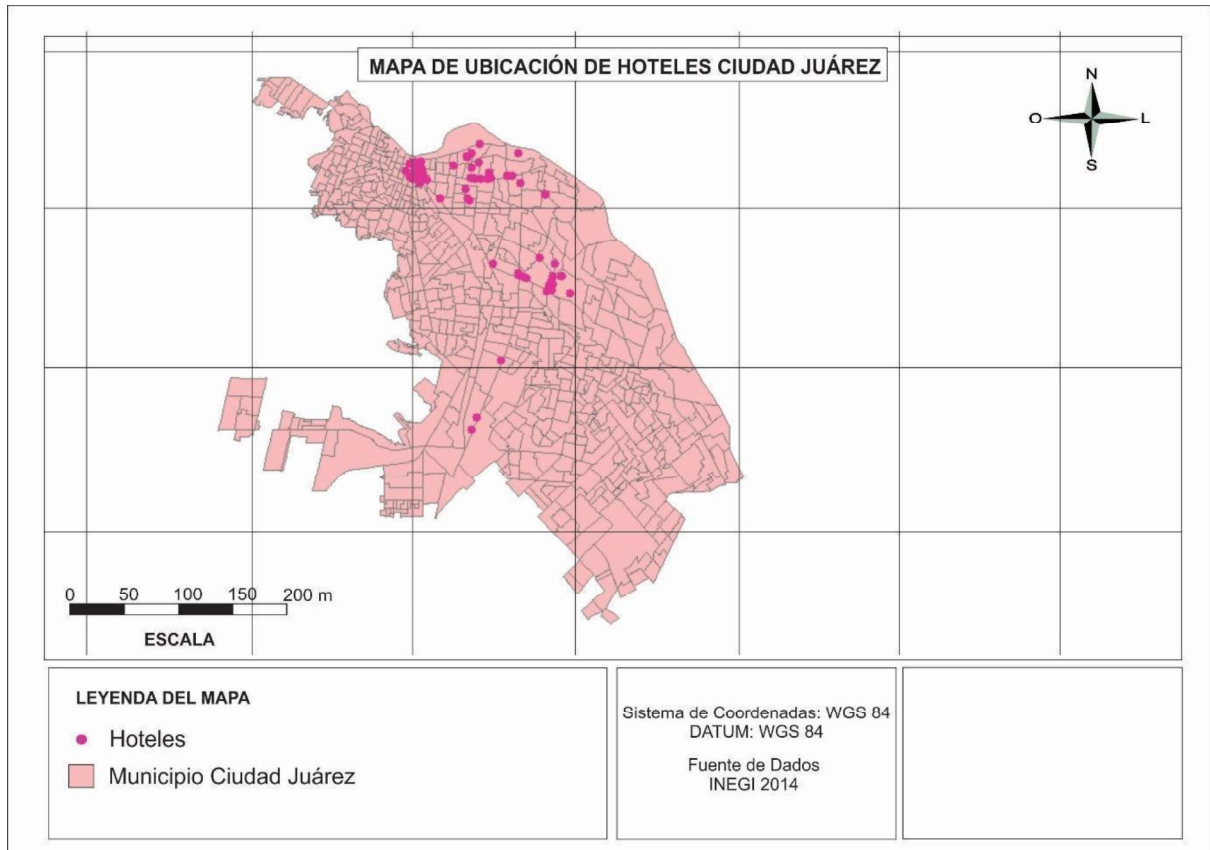 MAPA DE UBICACIÓN DE HOTELES CIUDAD JUÁREZ
N
O L
S
0 50 100 150 200 m
ESCALA
LEYENDA DEL MAPA
Hoteles
Municipio Ciudad Juárez
Sistema de Coordenadas: WGS 84
DATUM: WGS 84
Fuente de Dados
INEGI 2014